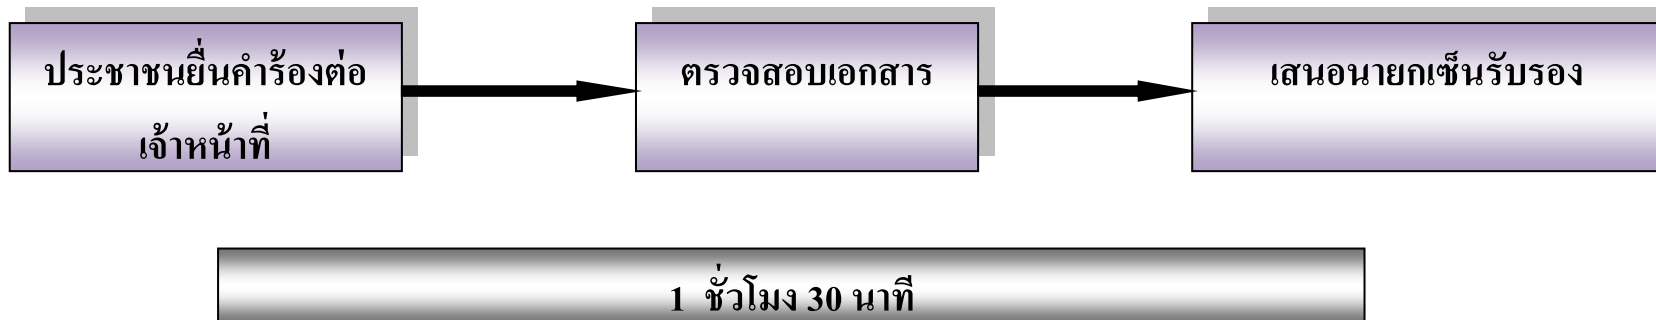 ประชาชนยื่นคำร้องต่อ
เจ้าหน้าที่
ตรวจสอบเอกสาร
เสนอนายกเซ็นรับรอง
1 ชั่วโมง 30 นาที